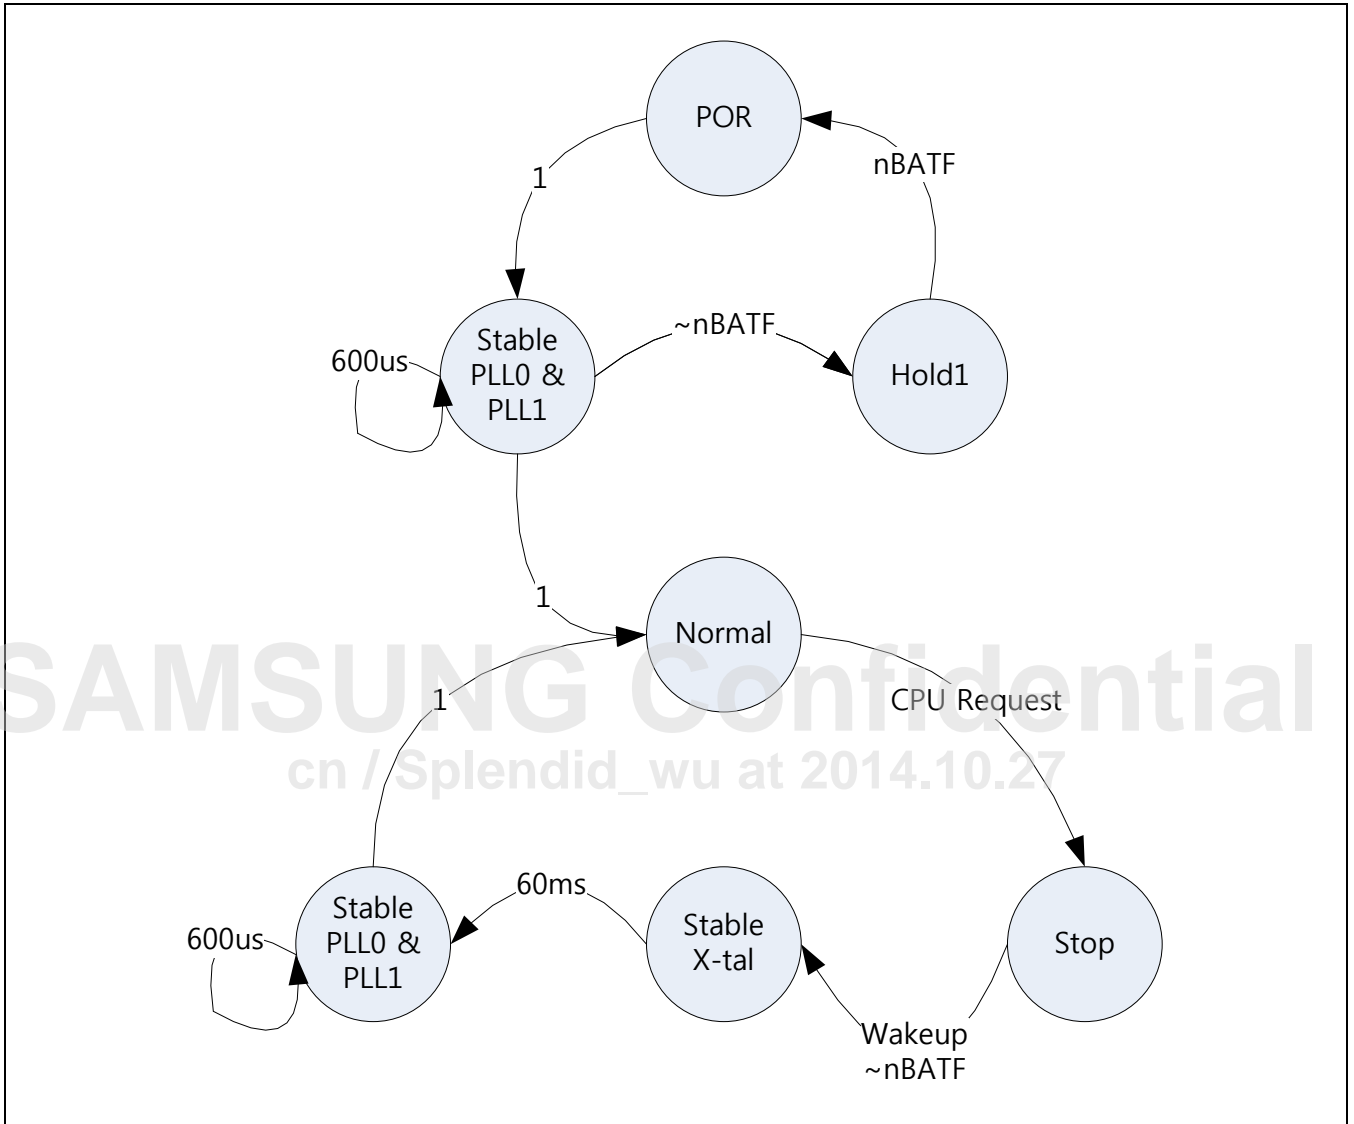 POR
nBATF
1
~nBATF
Stable
PLL0 &
PLL1
600us
Hold1
1
Normal
SAMSUNG Confidential
1
CPU Request
cn / Splendid_wu at 2014.10.27
60ms
Stable
PLL0 &
PLL1
600us
Stable
X-tal
Stop
Wakeup
~nBATF